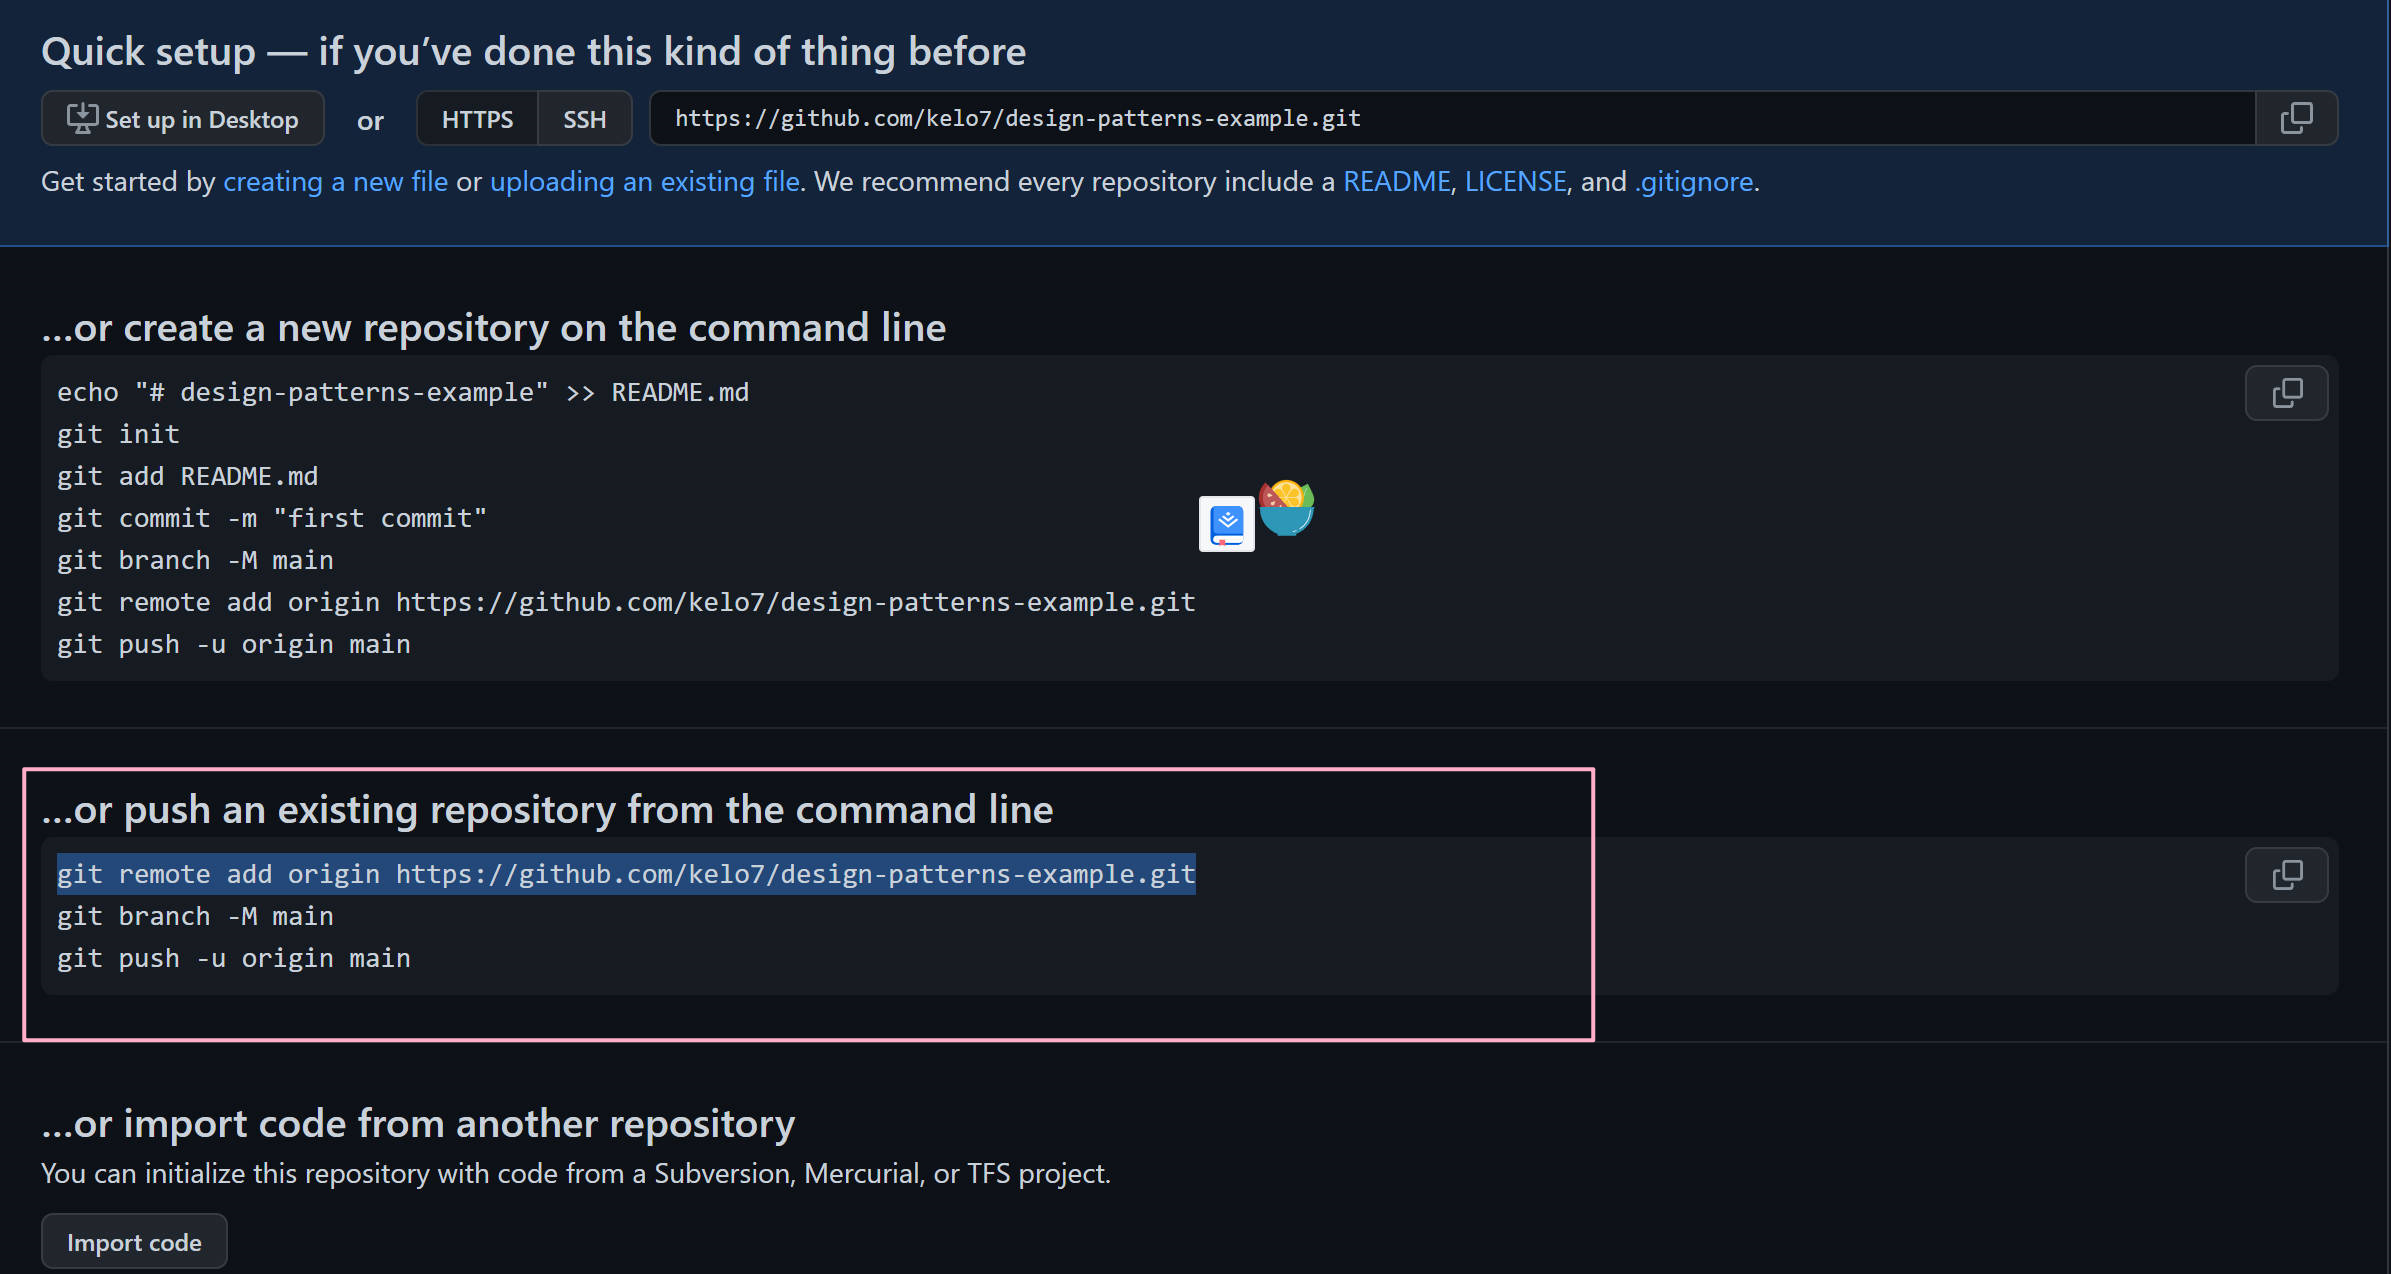 Quick setup — if you’ve done this kind of thing before
Set up in Desktop or HTTPS SSH https://github.com/kelo7/design-patterns-example.git
Get started by creating a new file or uploading an existing file. We recommend every repository include a README, LICENSE, and .gitignore.
…or create a new repository on the command line
echo "# design-patterns-example" >> README.md
git init
git add README.md
git commit -m "first commit"
git branch -M main
git remote add origin https://github.com/kelo7/design-patterns-example.git
git push -u origin main
…or push an existing repository from the command line
git remote add origin https://github.com/kelo7/design-patterns-example.git
git branch -M main
git push -u origin main
…or import code from another repository
You can initialize this repository with code from a Subversion, Mercurial, or TFS project.
Import code